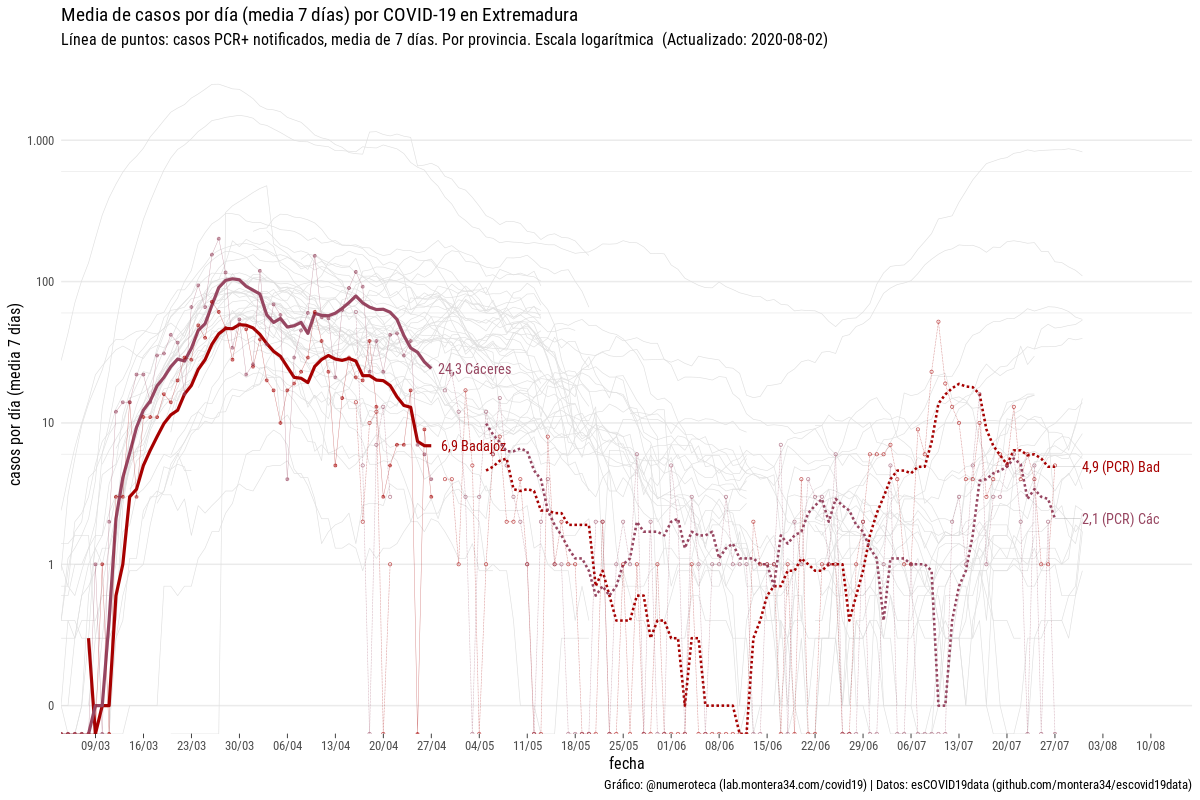 Media de casos por día (media 7 días) por COVID-19 en Extremadura
Línea de puntos: casos PCR+ notificados, media de 7 días. Por provincia. Escala logarítmica  (Actualizado: 2020-08-02)
casos por día (media 7 días)
1.000
100
10
1
0
24,3 Cáceres
6,9 Badajoz
4,9 (PCR) Bad
2,1 (PCR) Các
09/03 16/03 23/03 30/03 06/04 13/04 20/04 27/04 04/05 11/05 18/05 25/05 01/06 08/06 15/06 22/06 29/06 06/07 13/07 20/07 27/07 03/08 10/08
fecha
Gráfico: @numeroteca (lab.montera34.com/covid19) | Datos: esCOVID19data (github.com/montera34/escovid19data)